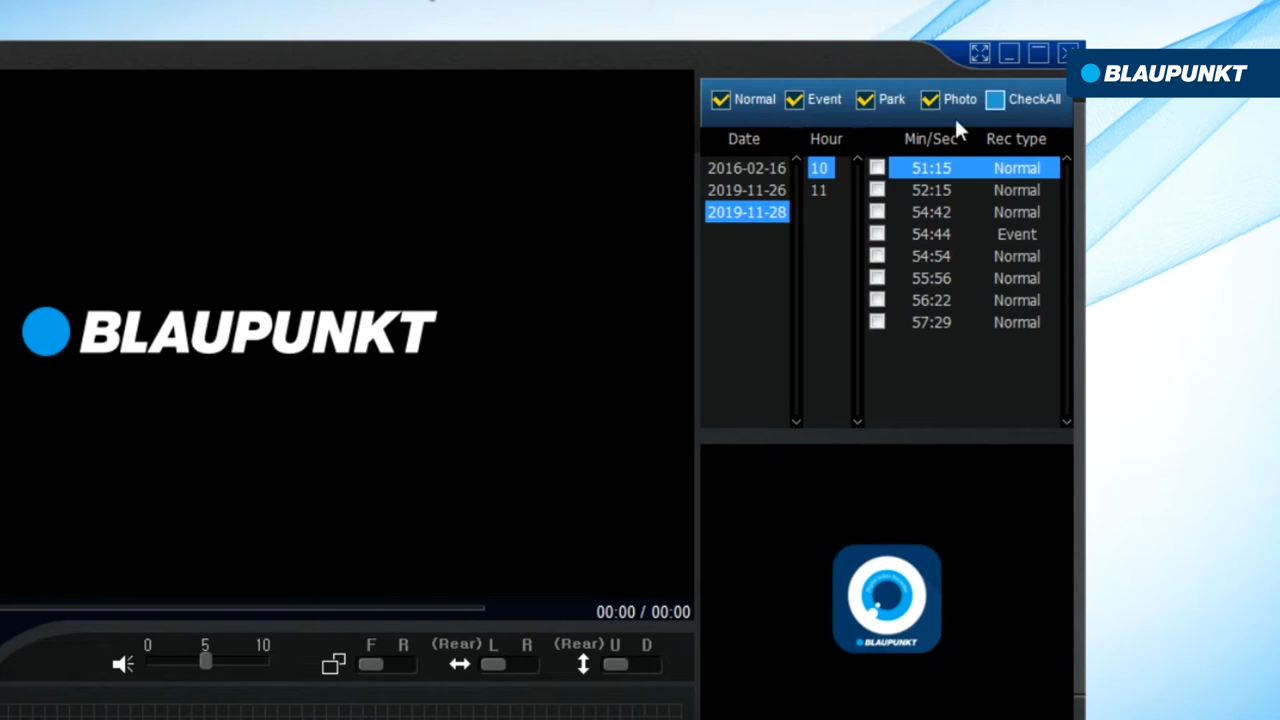 BLAUPUNKT
Normal Event Park Photo CheckAll
Date Hour Min/Sec Rec type
2016-02-16 10 51:15 Normal
2019-11-26 11 52:15 Normal
2019-11-28 54:42 Normal
54:44 Event
54:54 Normal
55:56 Normal
56:22 Normal
57:29 Normal
BLAUPUNKT
00:00 / 00:00
0 5 10 F R (Rear) L R (Rear) U D
BLAUPUNKT